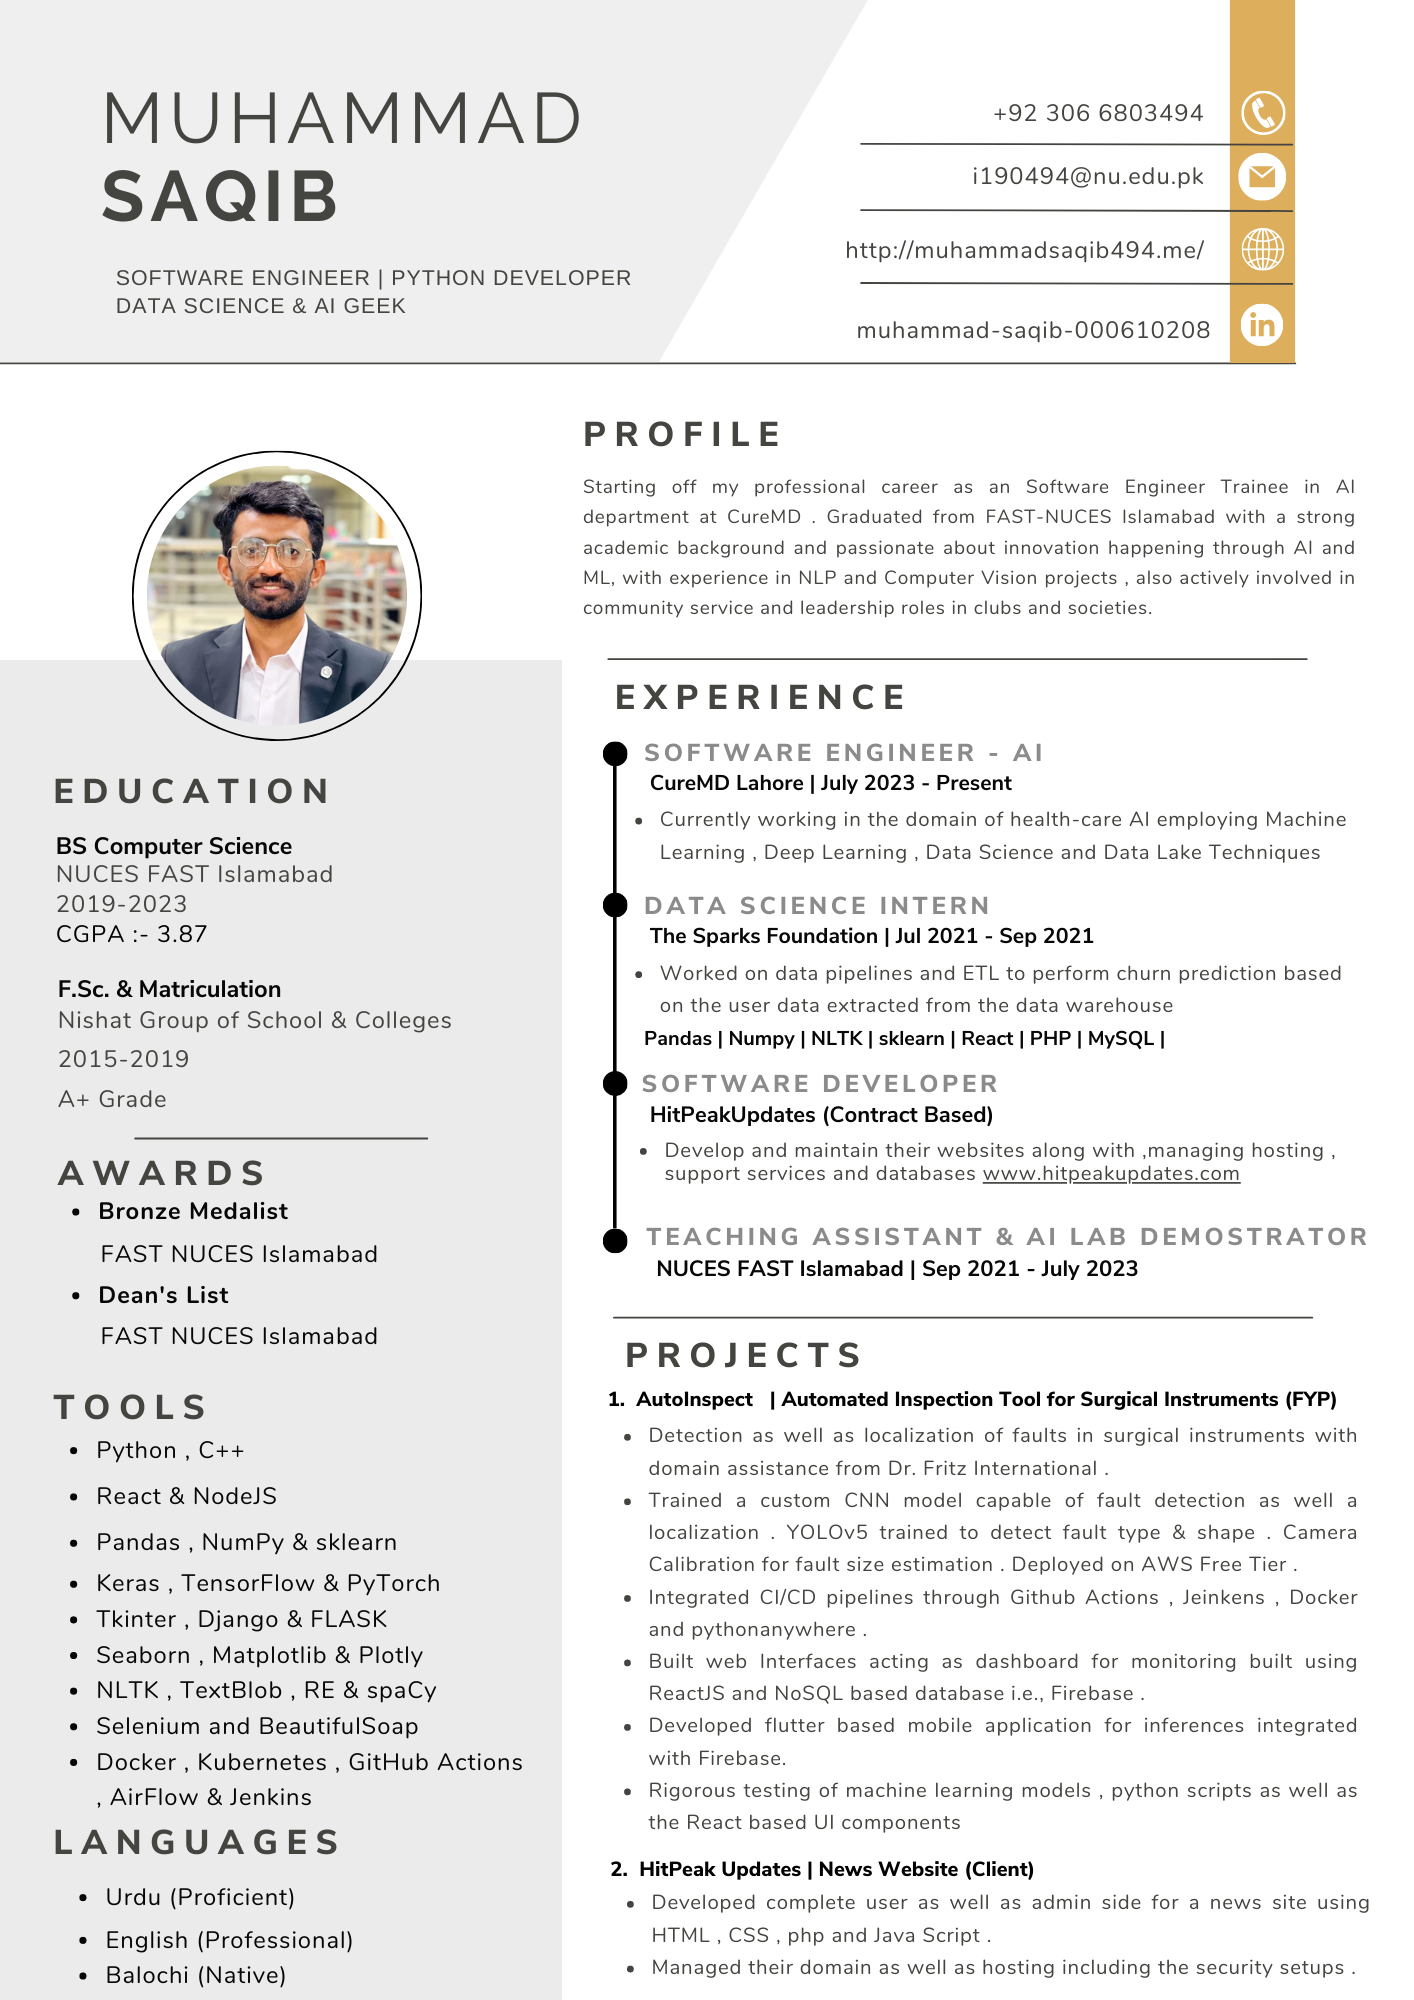 MUHAMMAD
SAQIB
SOFTWARE ENGINEER | PYTHON DEVELOPER
DATA SCIENCE & AI GEEK
+92 306 6803494
i190494@nu.edu.pk
http://muhammadsaqib494.me/
muhammad-saqib-000610208
in
EDUCATION
BS Computer Science
NUCES FAST Islamabad
2019-2023
CGPA :- 3.87
F.Sc. & Matriculation
Nishat Group of School & Colleges
2015-2019
A+ Grade
AWARDS
• Bronze Medalist
FAST NUCES Islamabad
• Dean's List
FAST NUCES Islamabad
TOOLS
• Python , C++
• React & NodeJS
• Pandas , NumPy & sklearn
• Keras , TensorFlow & PyTorch
• Tkinter , Django & FLASK
• Seaborn , Matplotlib & Plotly
• NLTK , TextBlob , RE & spaCy
• Selenium and BeautifulSoap
• Docker , Kubernetes , GitHub Actions
, AirFlow & Jenkins
LANGUAGES
• Urdu (Proficient)
• English (Professional)
• Balochi (Native)
PROFILE
Starting off my professional career as an Software Engineer Trainee in AI
department at CureMD . Graduated from FAST-NUCES Islamabad with a strong
academic background and passionate about innovation happening through AI and
ML, with experience in NLP and Computer Vision projects , also actively involved in
community service and leadership roles in clubs and societies.
EXPERIENCE
SOFTWARE ENGINEER - AI
CureMD Lahore | July 2023 - Present
• Currently working in the domain of health-care AI employing Machine
Learning , Deep Learning , Data Science and Data Lake Techniques
DATA SCIENCE INTERN
The Sparks Foundation | Jul 2021 - Sep 2021
• Worked on data pipelines and ETL to perform churn prediction based
on the user data extracted from the data warehouse
Pandas | Numpy | NLTK | sklearn | React | PHP | MySQL |
SOFTWARE DEVELOPER
HitPeakUpdates (Contract Based)
• Develop and maintain their websites along with ,managing hosting ,
support services and databases www.hitpeakupdates.com
TEACHING ASSISTANT & AI LAB DEMOSTRATOR
NUCES FAST Islamabad | Sep 2021 - July 2023
PROJECTS
1. AutoInspect | Automated Inspection Tool for Surgical Instruments (FYP)
• Detection as well as localization of faults in surgical instruments with
domain assistance from Dr. Fritz International .
• Trained a custom CNN model capable of fault detection as well a
localization . YOLOv5 trained to detect fault type & shape . Camera
Calibration for fault size estimation . Deployed on AWS Free Tier .
• Integrated CI/CD pipelines through Github Actions , Jeinkens , Docker
and pythonanywhere .
• Built web Interfaces acting as dashboard for monitoring built using
ReactJS and NoSQL based database i.e., Firebase .
• Developed flutter based mobile application for inferences integrated
with Firebase.
• Rigorous testing of machine learning models , python scripts as well as
the React based UI components
2. HitPeak Updates | News Website (Client)
• Developed complete user as well as admin side for a news site using
HTML , CSS , php and Java Script .
• Managed their domain as well as hosting including the security setups .